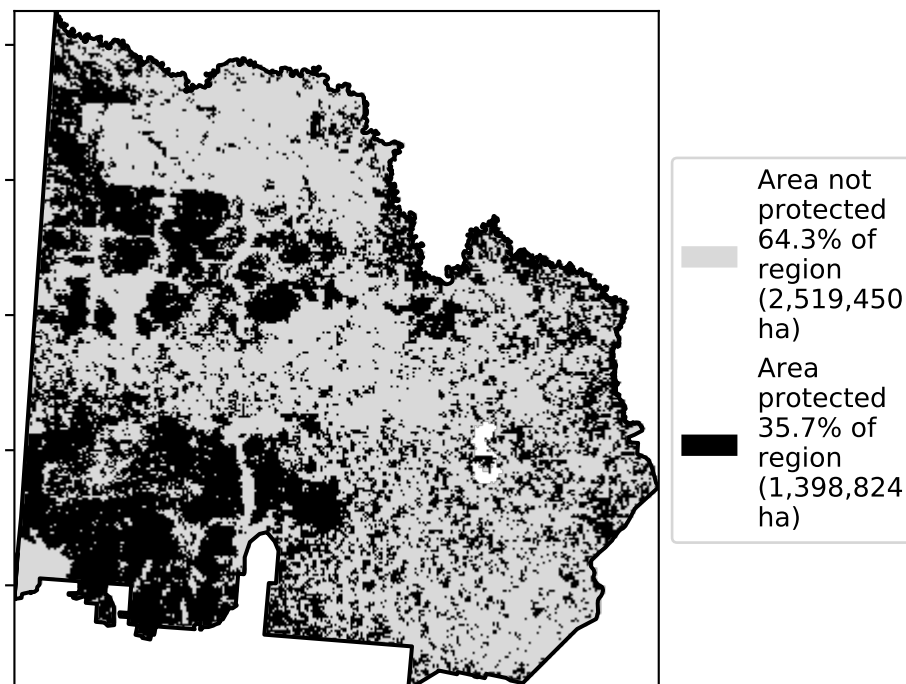 Area not
protected
64.3% of
region
(2,519,450
ha)
Area
protected
35.7% of
region
(1,398,824
ha)